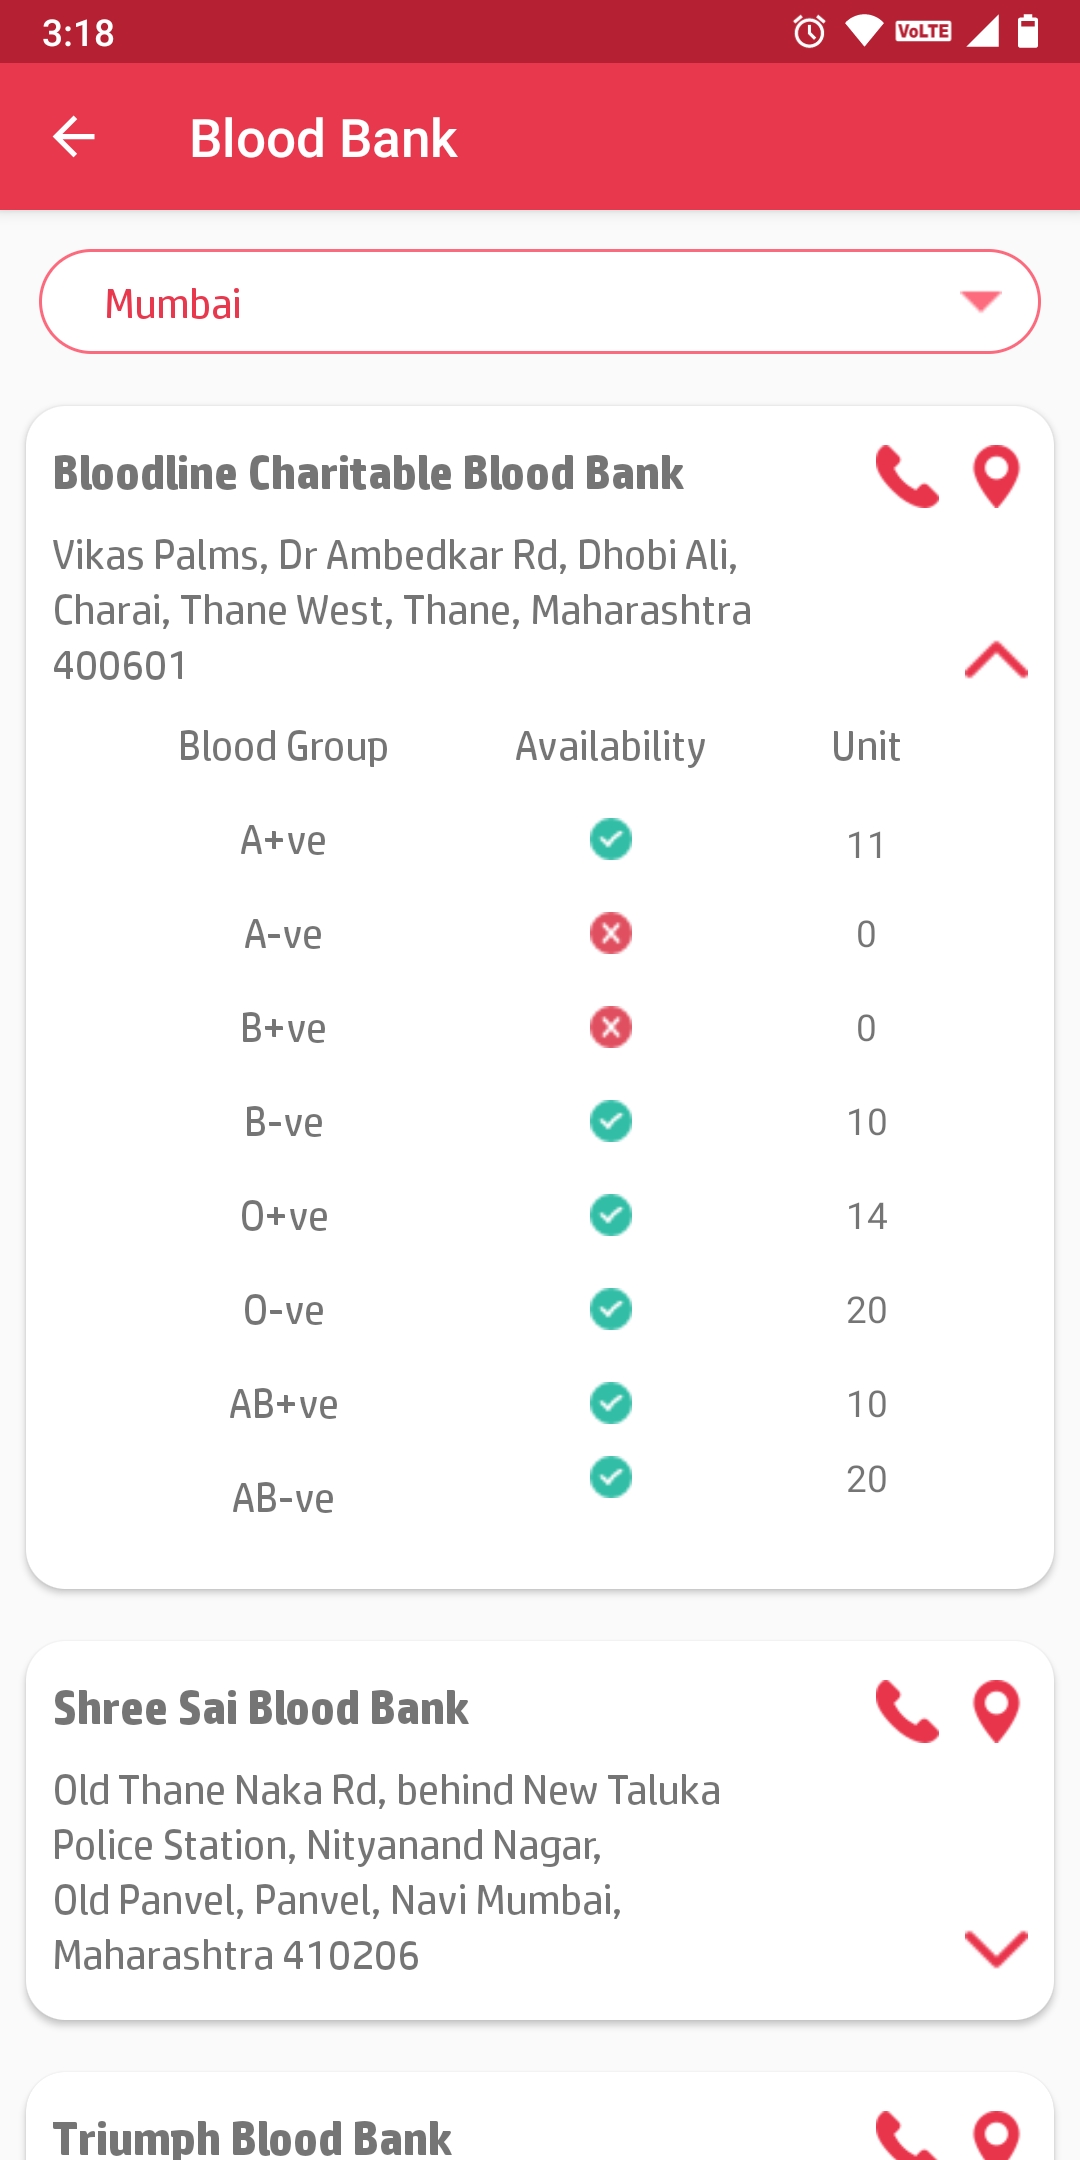 3:18 VoLTE
Blood Bank
Mumbai
Bloodline Charitable Blood Bank
Vikas Palms, Dr Ambedkar Rd, Dhobi Ali,
Charai, Thane West, Thane, Maharashtra
400601
Blood Group Availability Unit
A+ve 11
A-ve 0
B+ve 0
B-ve 10
O+ve 14
O-ve 20
AB+ve 10
AB-ve 20
Shree Sai Blood Bank
Old Thane Naka Rd, behind New Taluka
Police Station, Nityanand Nagar,
Old Panvel, Panvel, Navi Mumbai,
Maharashtra 410206
Triumph Blood Bank